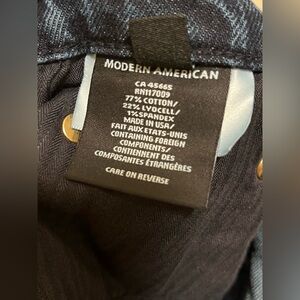 MODERN AMERICAN
CA 45665
RN117009
77% COTTON/
22% LYOCELL/
1% SPANDEX
MADE IN USA/
FAIT AUX ETATS-UNIS
CONTAINING FOREIGN
COMPONENTS/
CONTIENNENT DES
COMPOSANTES ÉTRANGÈRES
CARE ON REVERSE